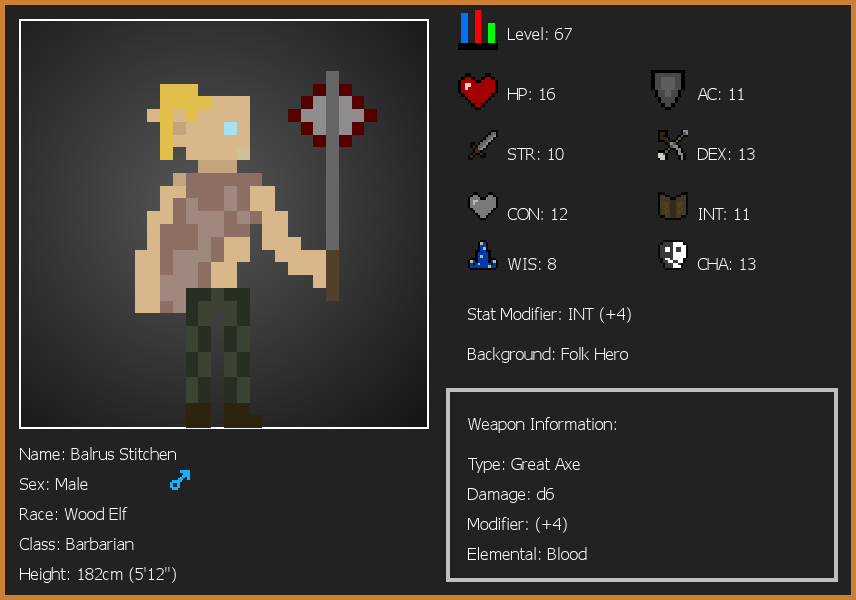 Level: 67
HP: 16
AC: 11
STR: 10
DEX: 13
CON: 12
INT: 11
WIS: 8
CHA: 13
Stat Modifier: INT (+4)
Background: Folk Hero
Weapon Information:
Type: Great Axe
Damage: d6
Modifier: (+4)
Elemental: Blood
Name: Balrus Stitchen
Sex: Male
Race: Wood Elf
Class: Barbarian
Height: 182cm (5'12")